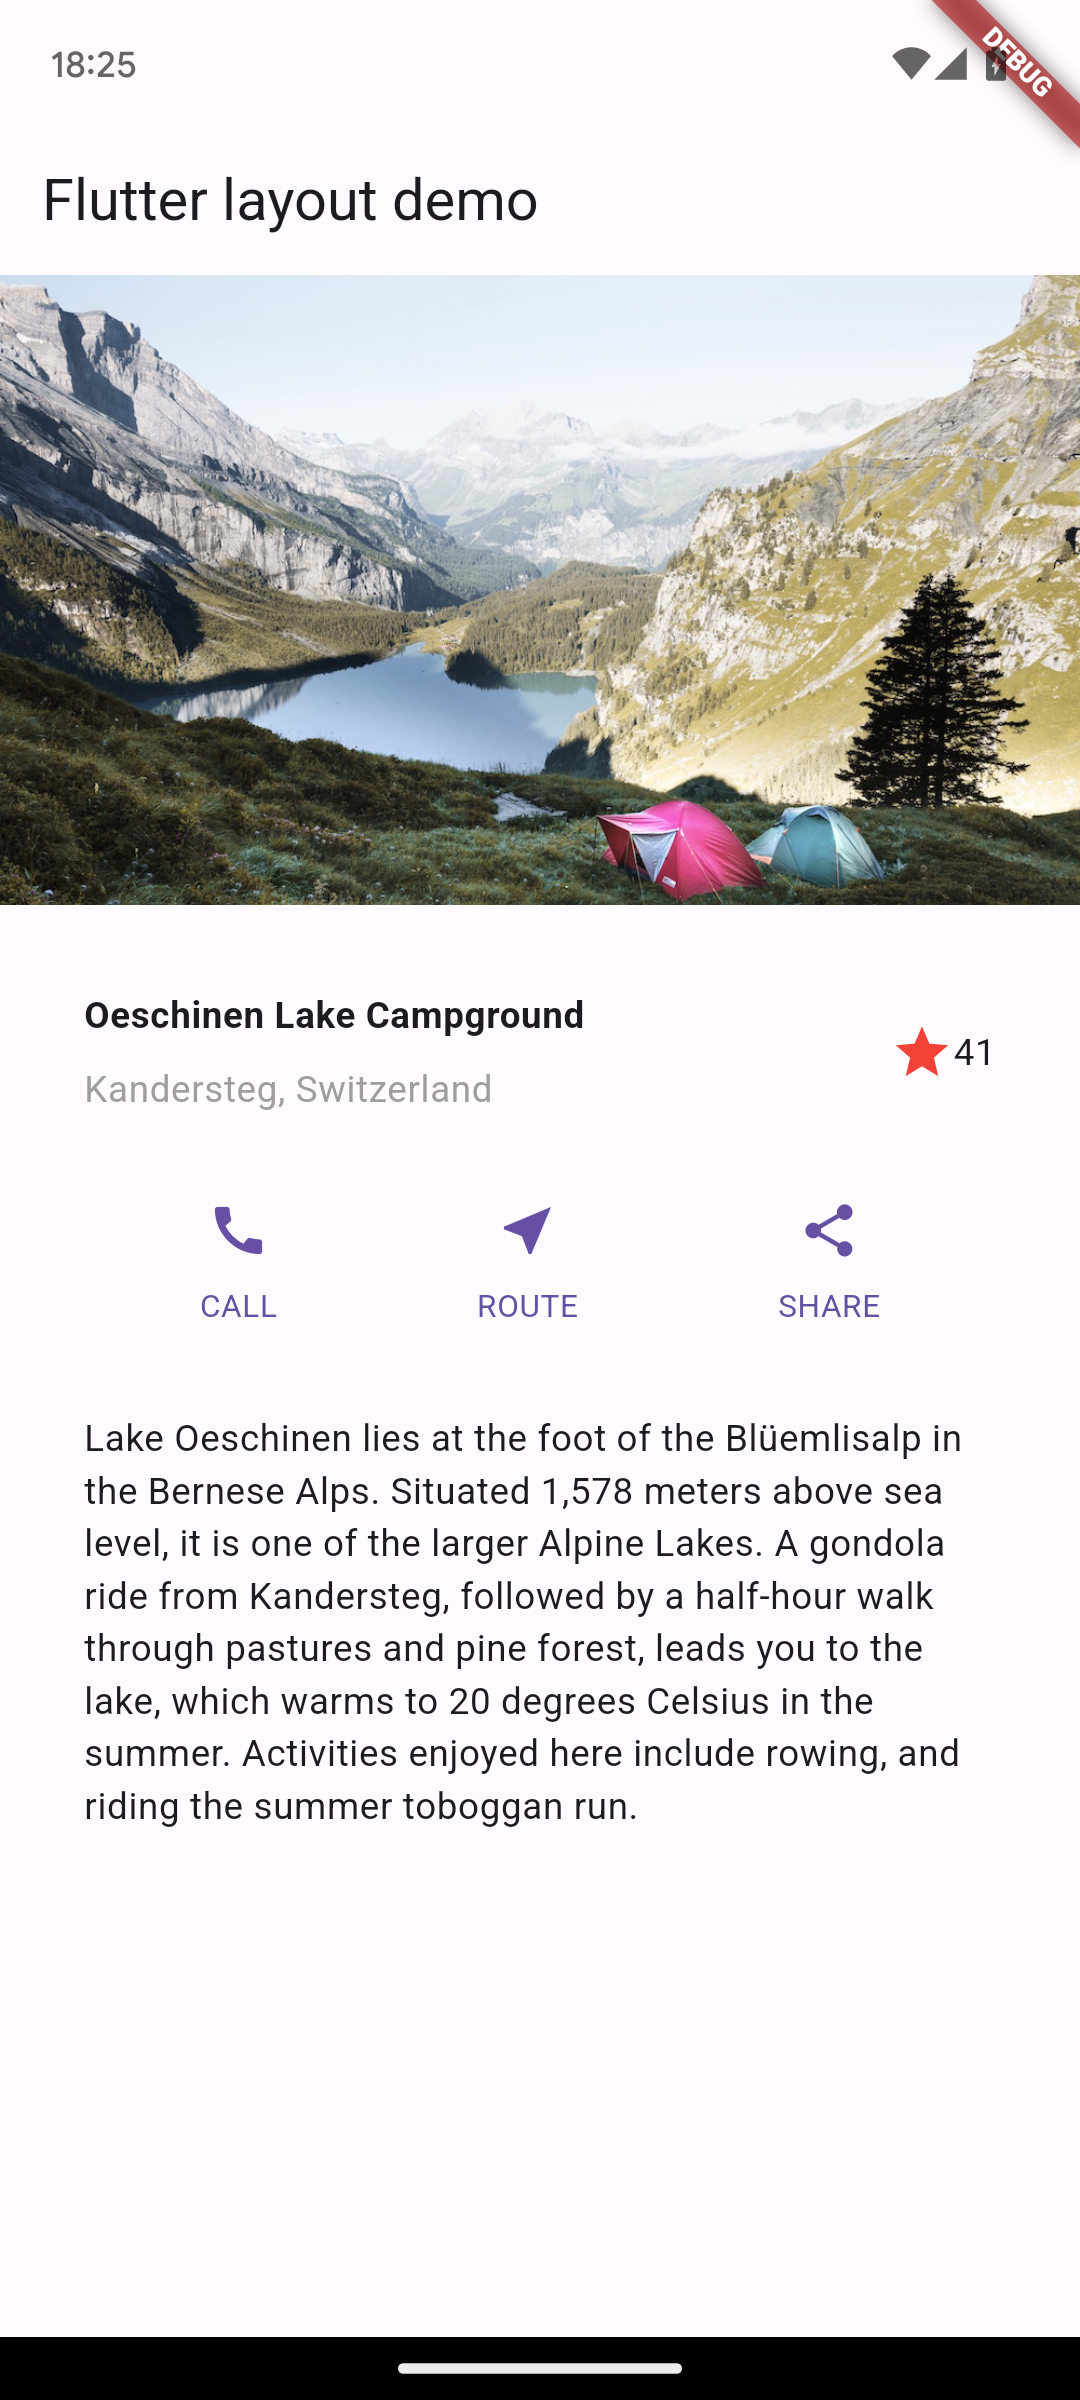 18:25
DEBUG
Flutter layout demo
Oeschinen Lake Campground
Kandersteg, Switzerland
41
CALL
ROUTE
SHARE
Lake Oeschinen lies at the foot of the Blüemlisalp in
the Bernese Alps. Situated 1,578 meters above sea
level, it is one of the larger Alpine Lakes. A gondola
ride from Kandersteg, followed by a half-hour walk
through pastures and pine forest, leads you to the
lake, which warms to 20 degrees Celsius in the
summer. Activities enjoyed here include rowing, and
riding the summer toboggan run.